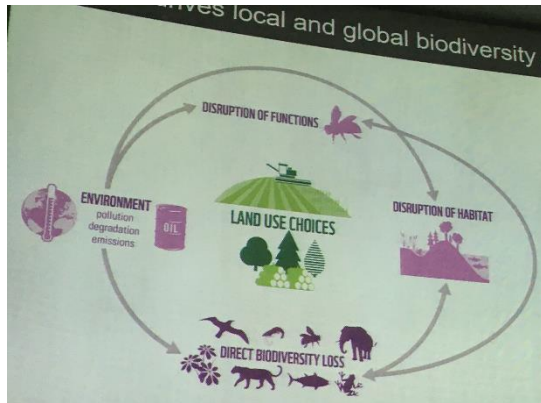 drives local and global biodiversity
DISRUPTION OF FUNCTIONS
ENVIRONMENT
pollution
degradation
emissions
OIL
LAND USE CHOICES
DISRUPTION OF HABITAT
DIRECT BIODIVERSITY LOSS